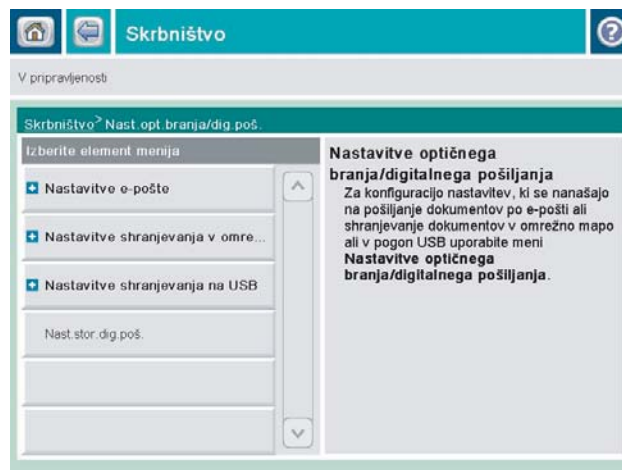 Skrbništvo
?
V pripravljenosti
Skrbništvo > Nast.opt.branja/dig.poš.
Izberite element menija
Nastavitve e-pošte
Nastavitve shranjevanja v omre...
Nastavitve shranjevanja na USB
Nast.stor.dig.poš.
Nastavitve optičnega
branja/digitalnega pošiljanja
Za konfiguracijo nastavitev, ki se nanašajo
na pošiljanje dokumentov po e-pošti ali
shranjevanje dokumentov v omrežno mapo
ali v pogon USB uporabite meni
Nastavitve optičnega
branja/digitalnega pošiljanja.